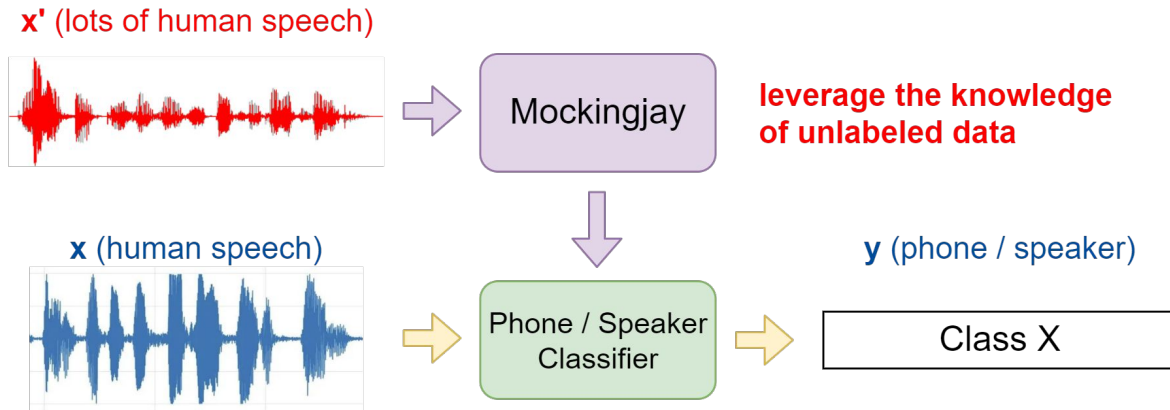 x' (lots of human speech)
Mockingjay
leverage the knowledge
of unlabeled data
x (human speech)
y (phone / speaker)
Phone / Speaker
Classifier
Class X